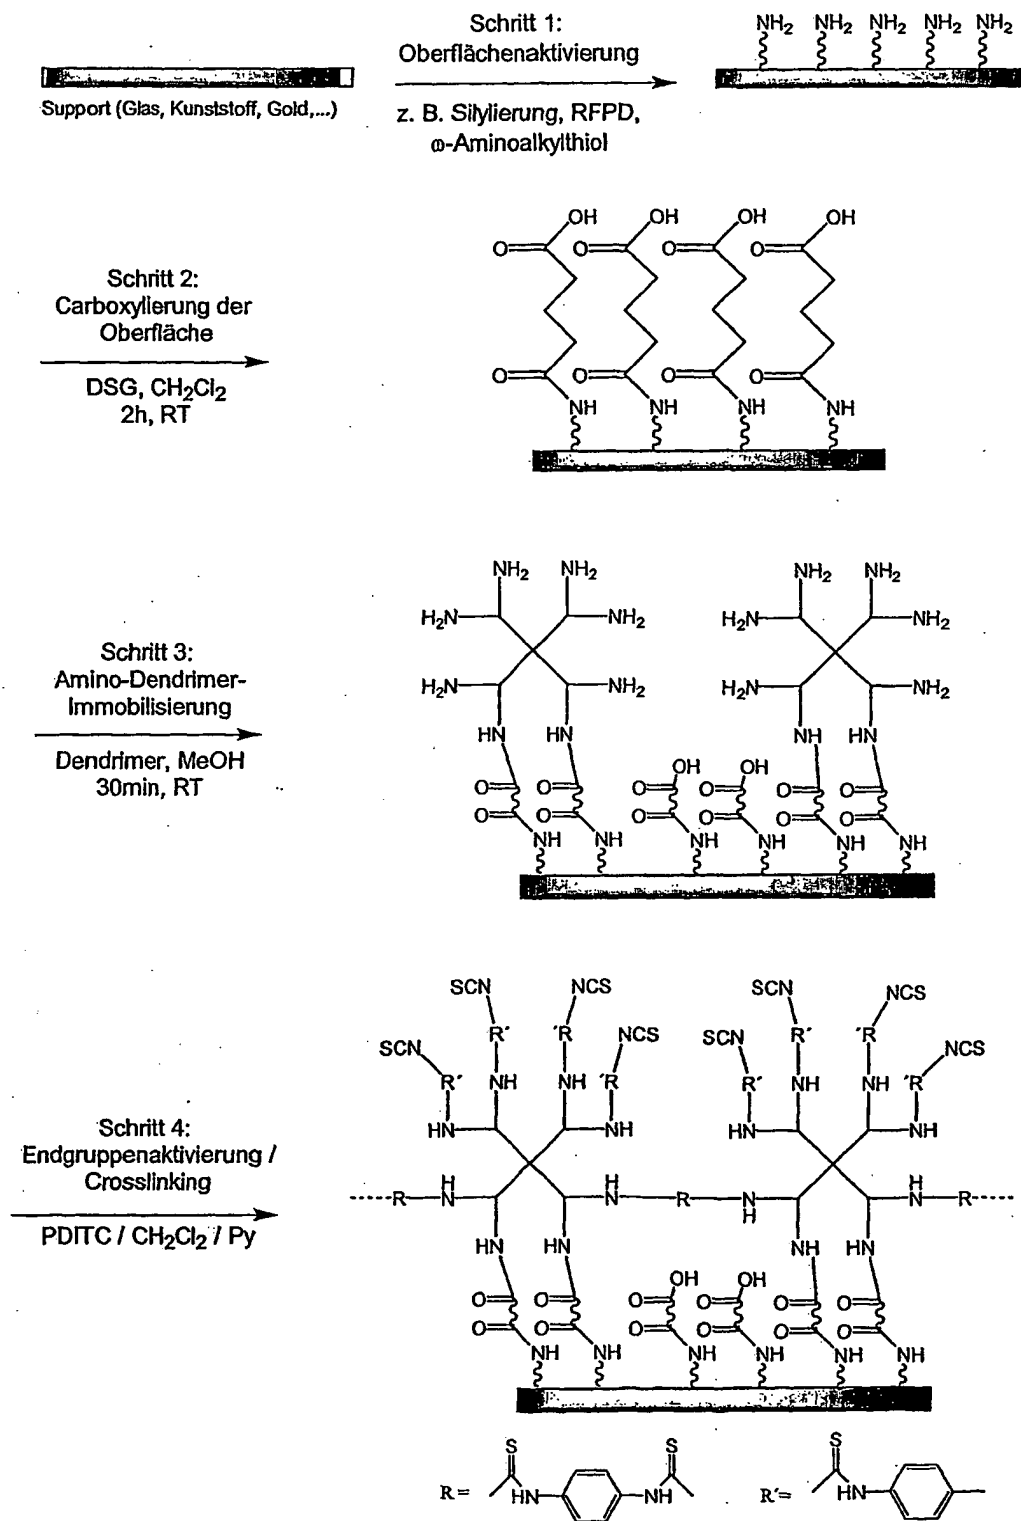 Schritt 1:
Oberflächenaktivierung
NH2 NH2 NH2 NH2 NH2
Support (Glas, Kunststoff, Gold,...)
z. B. Silylierung, RFPD,
ω-Aminoalkylthiol
OH OH OH OH
O O O O
Schritt 2:
Carboxylierung der
Oberfläche
DSG, CH2Cl2
2h, RT
O O O O
NH NH NH NH
NH2 NH2 NH2 NH2
H2N NH2 H2N NH2
Schritt 3:
Amino-Dendrimer-
Immobilisierung
H2N NH2 H2N NH2
HN NH HN NH
Dendrimer, MeOH
30min, RT
OH OH
O O O O O O
O O O O O O
NH NH NH NH NH NH
SCN NCS SCN NCS
SCN R´ ´R NCS SCN R´ ´R NCS
R´ NH NH ´R R´ NH NH ´R
HN NH HN NH
Schritt 4:
Endgruppenaktivierung /
Crosslinking
R N H H N R N H H N R
PDITC / CH2Cl2 / Py
HN NH HN NH
OH OH
O O O O O O
O O O O O O
NH NH NH NH NH NH
S S S
R= HN NH R´= HN